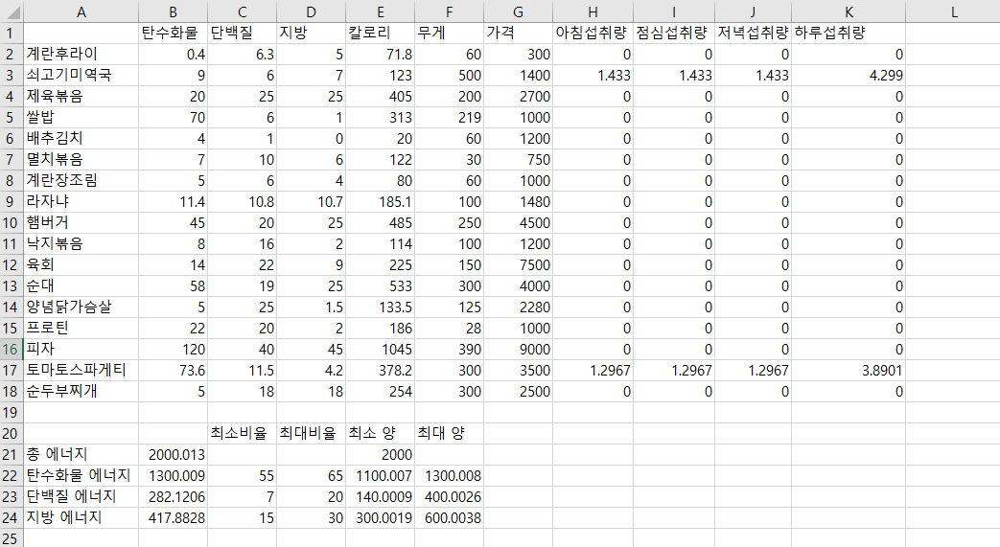 A B C D E F G H I J K L
1 탄수화물 단백질 지방 칼로리 무게 가격 아침섭취량 점심섭취량 저녁섭취량 하루섭취량
2 계란후라이 0.4 6.3 5 71.8 60 300 0 0 0 0
3 쇠고기미역국 9 6 7 123 500 1400 1.433 1.433 1.433 4.299
4 제육볶음 20 25 25 405 200 2700 0 0 0 0
5 쌀밥 70 6 1 313 219 1000 0 0 0 0
6 배추김치 4 1 0 20 60 1200 0 0 0 0
7 멸치볶음 7 10 6 122 30 750 0 0 0 0
8 계란장조림 5 6 4 80 60 1000 0 0 0 0
9 라자냐 11.4 10.8 10.7 185.1 100 1480 0 0 0 0
10 햄버거 45 20 25 485 250 4500 0 0 0 0
11 낙지볶음 8 16 2 114 100 1200 0 0 0 0
12 육회 14 22 9 225 150 7500 0 0 0 0
13 순대 58 19 25 533 300 4000 0 0 0 0
14 양념닭가슴살 5 25 1.5 133.5 125 2280 0 0 0 0
15 프로틴 22 20 2 186 28 1000 0 0 0 0
16 피자 120 40 45 1045 390 9000 0 0 0 0
17 토마토스파게티 73.6 11.5 4.2 378.2 300 3500 1.2967 1.2967 1.2967 3.8901
18 순두부찌개 5 18 18 254 300 2500 0 0 0 0
19
20 최소비율 최대비율 최소 양 최대 양
21 총 에너지 2000.013 2000
22 탄수화물 에너지 1300.009 55 65 1100.007 1300.008
23 단백질 에너지 282.1206 7 20 140.0009 400.0026
24 지방 에너지 417.8828 15 30 300.0019 600.0038
25